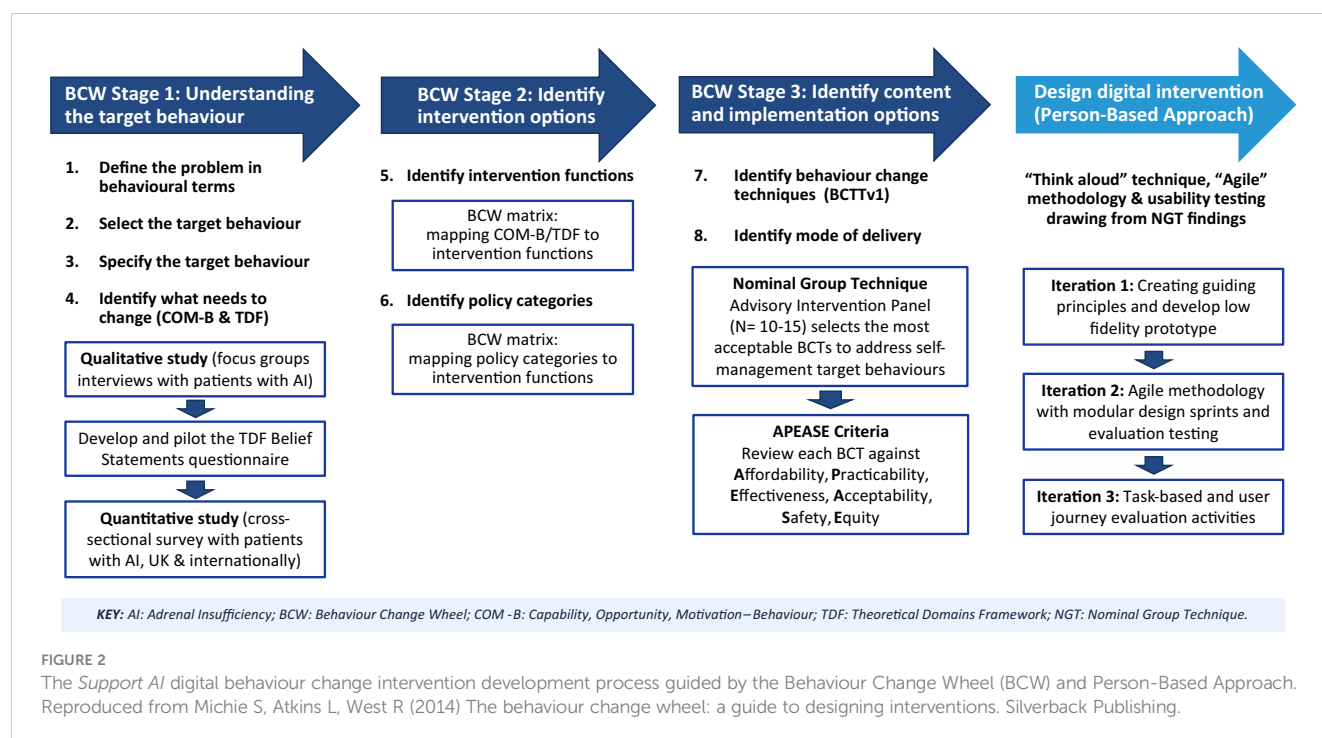 BCW Stage 1: Understanding
the target behaviour
1. Define the problem in
behavioural terms
2. Select the target behaviour
3. Specify the target behaviour
4. Identify what needs to
change (COM-B & TDF)
Qualitative study (focus groups
interviews with patients with AI)
Develop and pilot the TDF Belief
Statements questionnaire
Quantitative study (cross-
sectional survey with patients
with AI, UK & internationally)
BCW Stage 2: Identify
intervention options
5. Identify intervention functions
BCW matrix:
mapping COM-B/TDF to
intervention functions
6. Identify policy categories
BCW matrix:
mapping policy categories to
intervention functions
BCW Stage 3: Identify content
and implementation options
7. Identify behaviour change
techniques (BCTTv1)
8. Identify mode of delivery
Nominal Group Technique
Advisory Intervention Panel
(N= 10-15) selects the most
acceptable BCTs to address self-
management target behaviours
APEASE Criteria
Review each BCT against
Affordability, Practicability,
Effectiveness, Acceptability,
Safety, Equity
Design digital intervention
(Person-Based Approach)
“Think aloud” technique, “Agile”
methodology & usability testing
drawing from NGT findings
Iteration 1: Creating guiding
principles and develop low
fidelity prototype
Iteration 2: Agile methodology
with modular design sprints and
evaluation testing
Iteration 3: Task-based and user
journey evaluation activities
KEY: AI: Adrenal Insufficiency; BCW: Behaviour Change Wheel; COM -B: Capability, Opportunity, Motivation–Behaviour; TDF: Theoretical Domains Framework; NGT: Nominal Group Technique.
FIGURE 2
The Support AI digital behaviour change intervention development process guided by the Behaviour Change Wheel (BCW) and Person-Based Approach.
Reproduced from Michie S, Atkins L, West R (2014) The behaviour change wheel: a guide to designing interventions. Silverback Publishing.